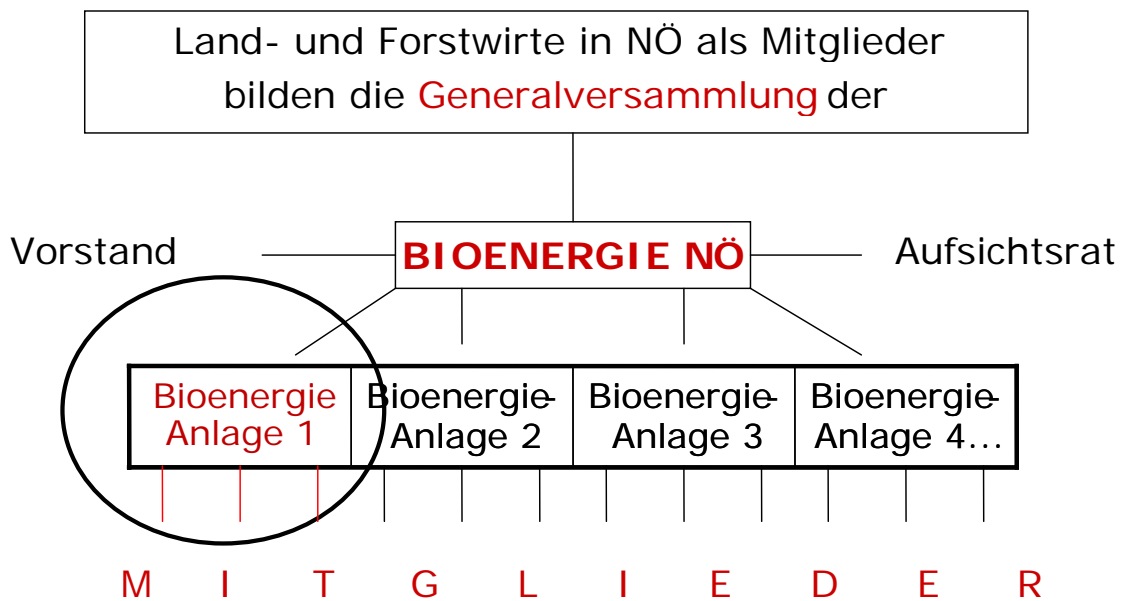 Land- und Forstwirte in NÖ als Mitglieder
bilden die Generalversammlung der
Vorstand
BIOENERGIE NÖ
Aufsichtsrat
Bioenergie
Anlage 1
Bioenergie-
Anlage 2
Bioenergie-
Anlage 3
Bioenergie-
Anlage 4...
M I T G L I E D E R